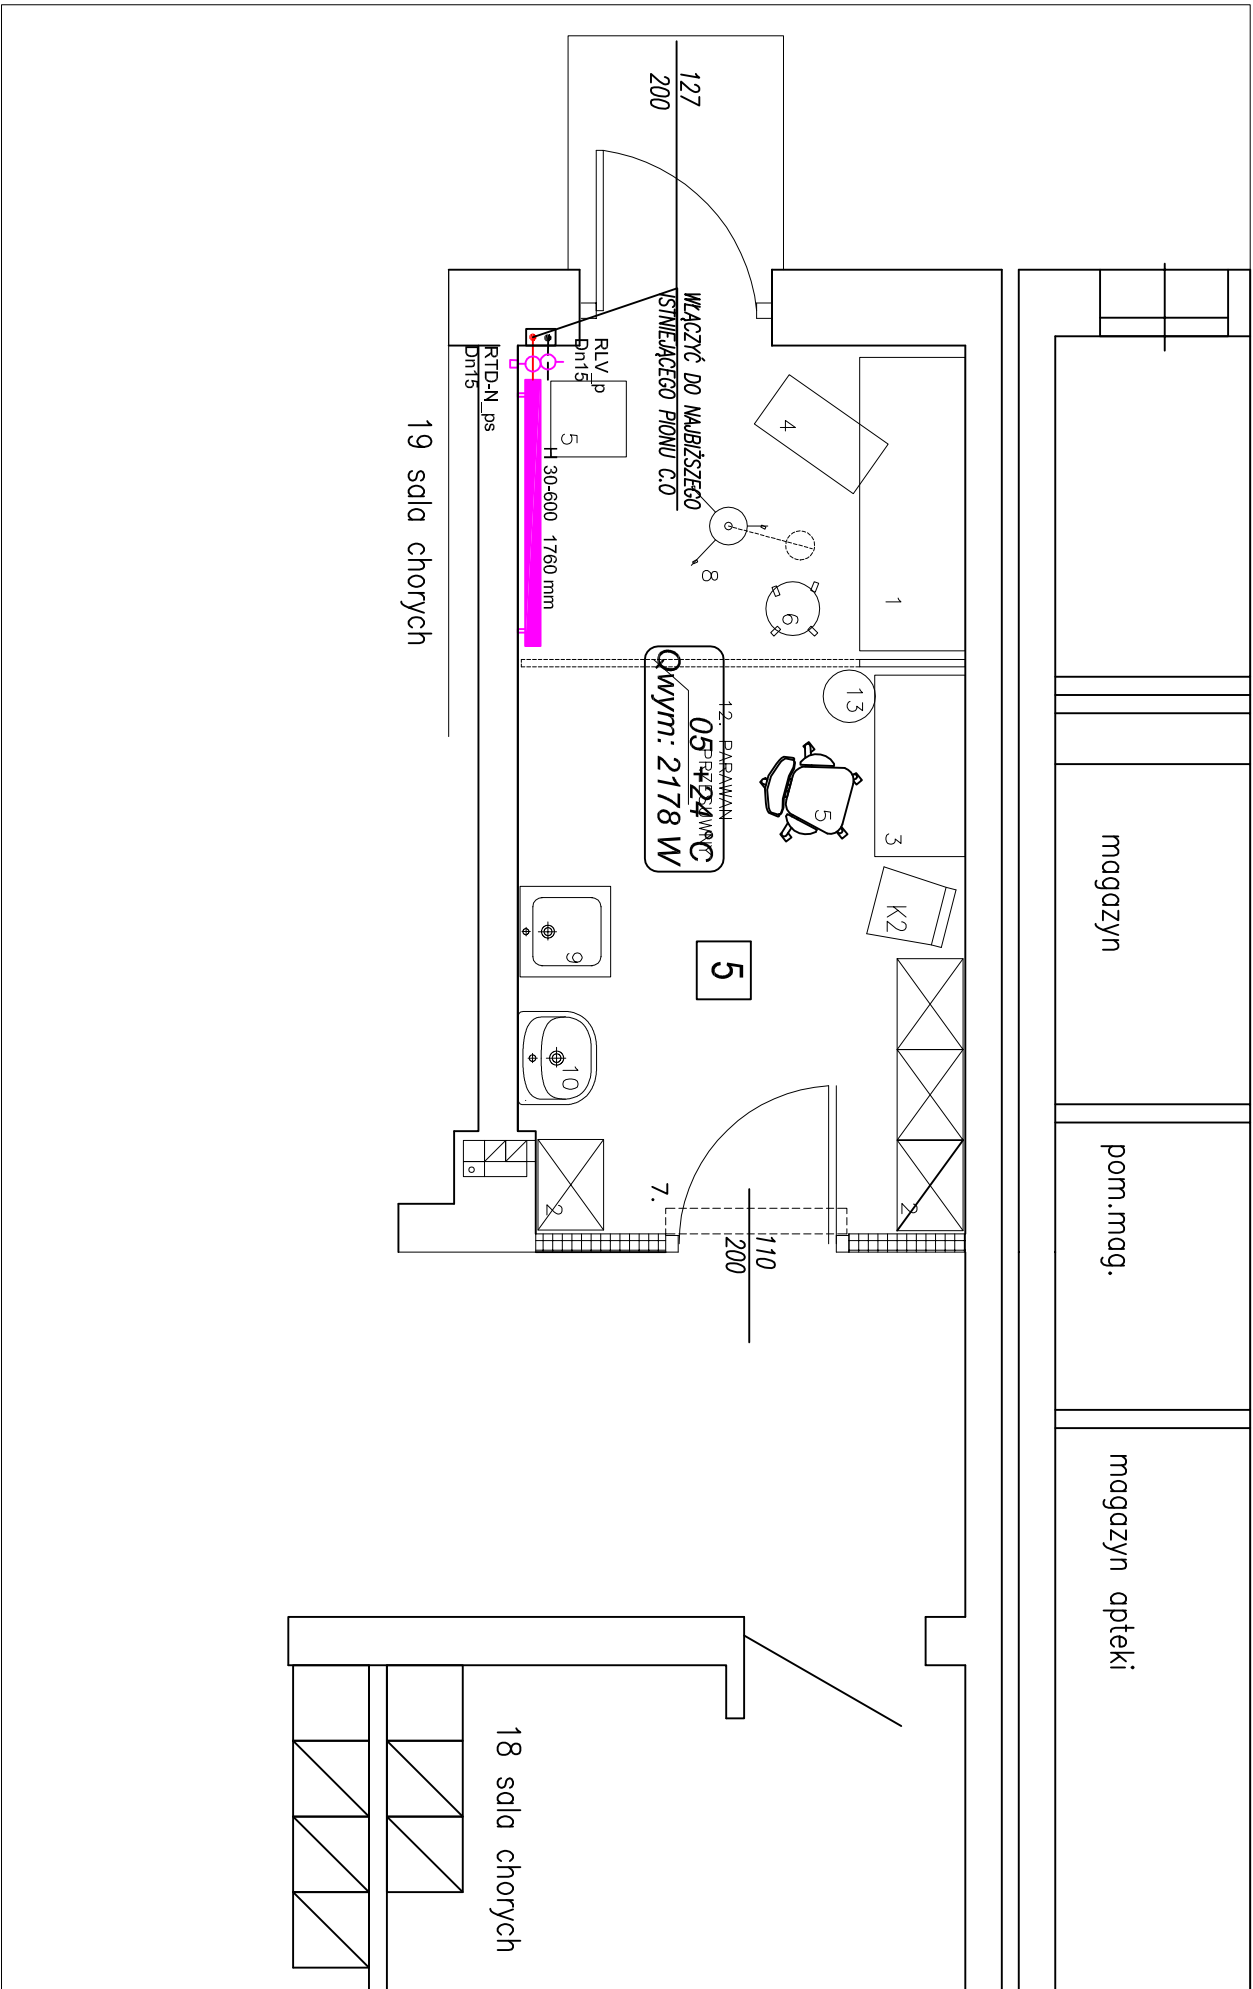 127
200
WŁĄCZYĆ DO NAJBIŻSZEGO
ISTNIEJĄCEGO PIONU C.O
RLV_p
Dn15
RTD-N_ps
Dn15
H 30-600 1760 mm
5
4
1
8
6
19 sala chorych
13
12. PARAWAN
PRZESUWNY
05 +24°C
Qwym: 2178 W
5
3
K2
9
5
10
2
7.
2
110
200
magazyn
pom.mag.
magazyn apteki
18 sala chorych